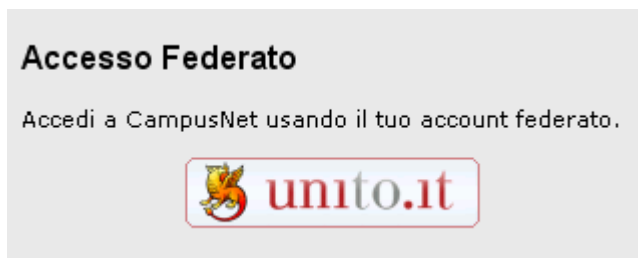 Accesso Federato
Accedi a CampusNet usando il tuo account federato.
unito.it